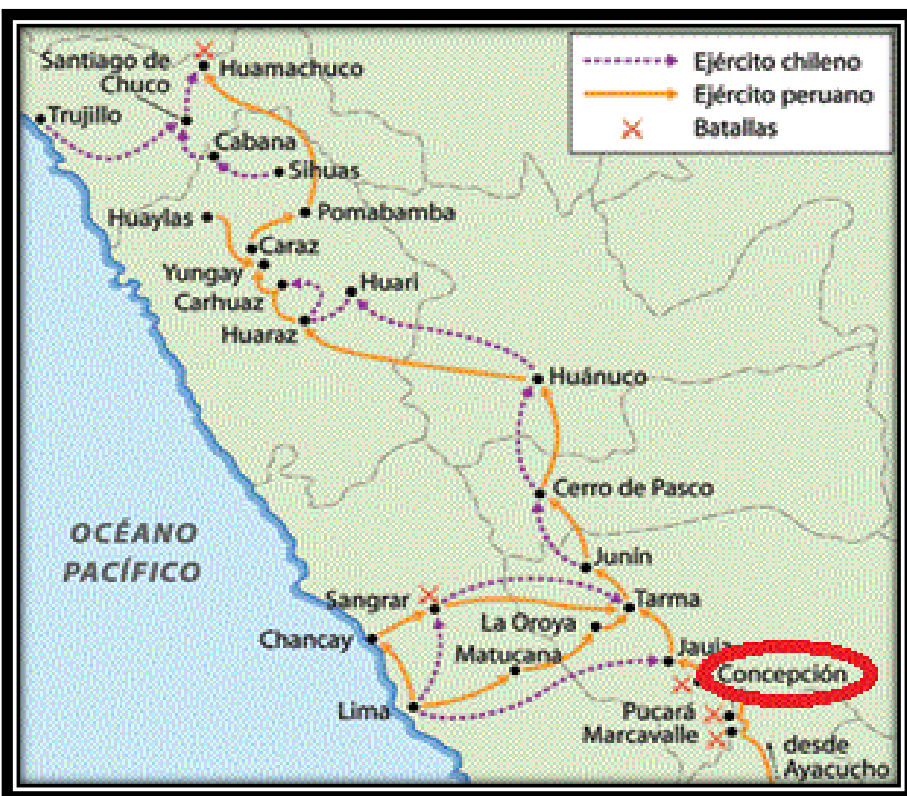 Santiago de
Chuco
Huamachuco
Ejército chileno
Ejército peruano
Batallas
Trujillo
Cabana
Sihuas
Huaylas
Pomabamba
Caraz
Yungay
Huari
Carhuaz
Huaraz
Huánuco
Cerro de Pasco
OCÉANO
PACÍFICO
Junín
Sangrar
Tarma
Chancay
La Oroya
Matucana
Jauja
Concepción
Lima
Pucará
Marcavalle
desde
Ayacucho